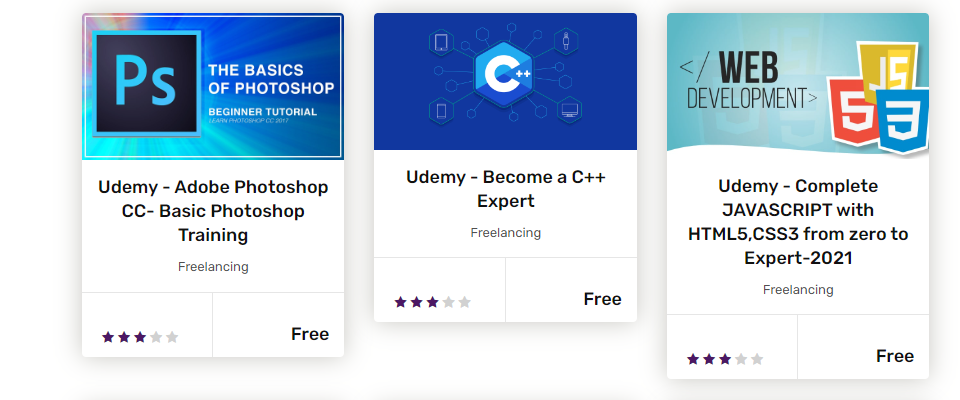 Ps
THE BASICS
OF PHOTOSHOP
BEGINNER TUTORIAL
LEARN PHOTOSHOP CC 2017
Udemy - Adobe Photoshop
CC- Basic Photoshop
Training
Freelancing
Free
C++
Udemy - Become a C++
Expert
Freelancing
Free
</ WEB
DEVELOPMENT>
JS
5
3
Udemy - Complete
JAVASCRIPT with
HTML5,CSS3 from zero to
Expert-2021
Freelancing
Free